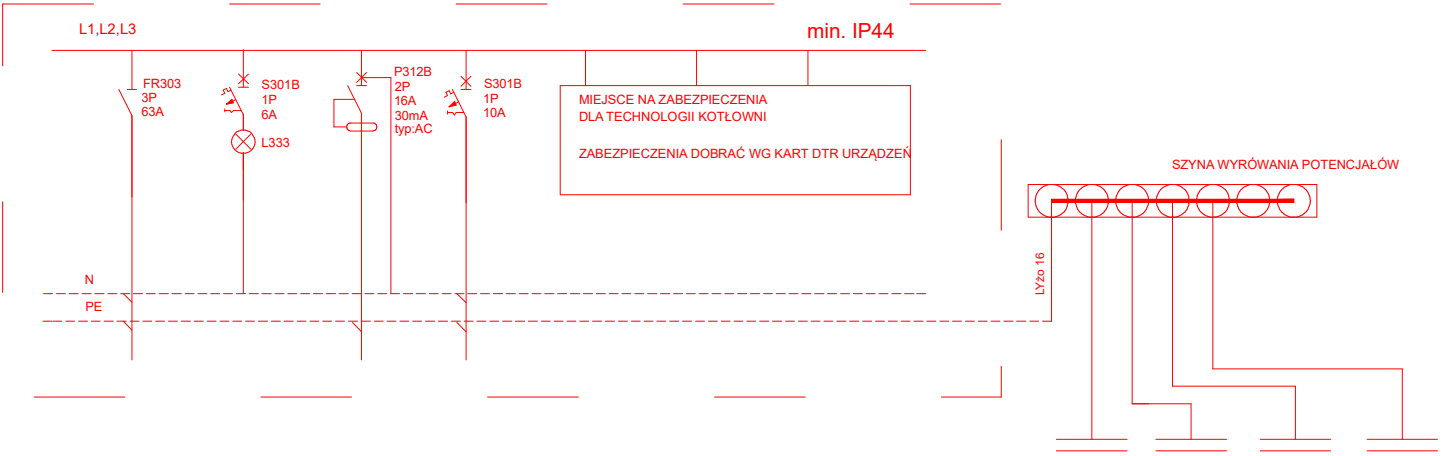 L1,L2,L3
min. IP44
FR303
3P
63A
S301B
1P
6A
L333
P312B
2P
16A
30mA
typ:AC
S301B
1P
10A
MIEJSCE NA ZABEZPIECZENIA
DLA TECHNOLOGII KOTŁOWNI
ZABEZPIECZENIA DOBRAĆ WG KART DTR URZĄDZEŃ
SZYNA WYRÓWANIA POTENCJAŁÓW
N
PE
LYżo 16